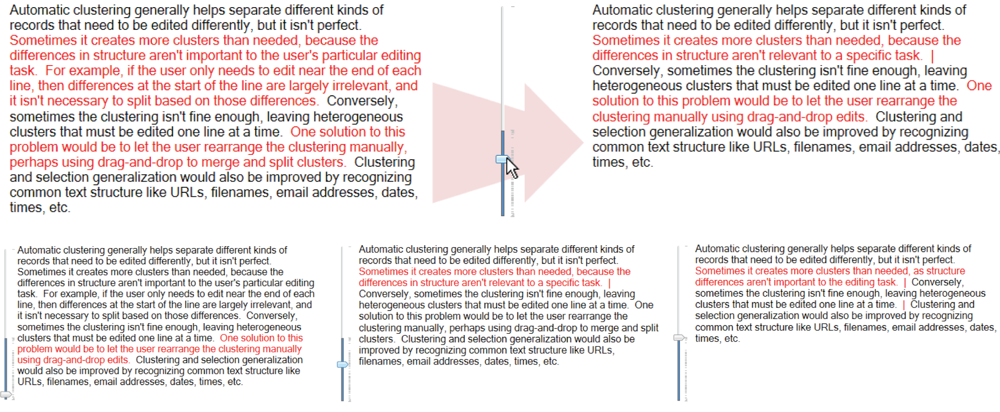 Automatic clustering generally helps separate different kinds of
records that need to be edited differently, but it isn't perfect.
Sometimes it creates more clusters than needed, because the
differences in structure aren't important to the user's particular editing
task.  For example, if the user only needs to edit near the end of each
line, then differences at the start of the line are largely irrelevant, and
it isn't necessary to split based on those differences.  Conversely,
sometimes the clustering isn't fine enough, leaving heterogeneous
clusters that must be edited one line at a time.  One solution to this
problem would be to let the user rearrange the clustering manually,
perhaps using drag-and-drop to merge and split clusters.  Clustering
and selection generalization would also be improved by recognizing
common text structure like URLs, filenames, email addresses, dates,
times, etc.
Automatic clustering generally helps separate different kinds of
records that need to be edited differently, but it isn't perfect.
Sometimes it creates more clusters than needed, because the
differences in structure aren't relevant to a specific task.  |
Conversely, sometimes the clustering isn't fine enough, leaving
heterogeneous clusters that must be edited one line at a time.  One
solution to this problem would be to let the user rearrange the
clustering manually using drag-and-drop edits.  Clustering and
selection generalization would also be improved by recognizing
common text structure like URLs, filenames, email addresses, dates,
times, etc.
Automatic clustering generally helps separate different kinds of
records that need to be edited differently, but it isn't perfect.
Sometimes it creates more clusters than needed, because the
differences in structure aren't important to the user's particular editing
task.  For example, if the user only needs to edit near the end of each
line, then differences at the start of the line are largely irrelevant, and
it isn't necessary to split based on those differences.  Conversely,
sometimes the clustering isn't fine enough, leaving heterogeneous
clusters that must be edited one line at a time.  One solution to this
problem would be to let the user rearrange the clustering manually
using drag-and-drop edits.  Clustering and selection generalization
would also be improved by recognizing common text structure like
URLs, filenames, email addresses, dates, times, etc.
Automatic clustering generally helps separate different kinds of
records that need to be edited differently, but it isn't perfect.
Sometimes it creates more clusters than needed, because the
differences in structure aren't relevant to a specific task.  |
Conversely, sometimes the clustering isn't fine enough, leaving
heterogeneous clusters that must be edited one line at a time.  One
solution to this problem would be to let the user rearrange the
clustering manually, perhaps using drag-and-drop to merge and split
clusters.  Clustering and selection generalization would also be
improved by recognizing common text structure like URLs,
filenames, email addresses, dates, times, etc.
Automatic clustering generally helps separate different kinds of
records that need to be edited differently, but it isn't perfect.
Sometimes it creates more clusters than needed, as structure
differences aren't important to the editing task.  |  Conversely,
sometimes the clustering isn't fine enough, leaving heterogeneous
clusters that must be edited one line at a time.  |  Clustering and
selection generalization would also be improved by recognizing
common text structure like URLs, filenames, email addresses, dates,
times, etc.